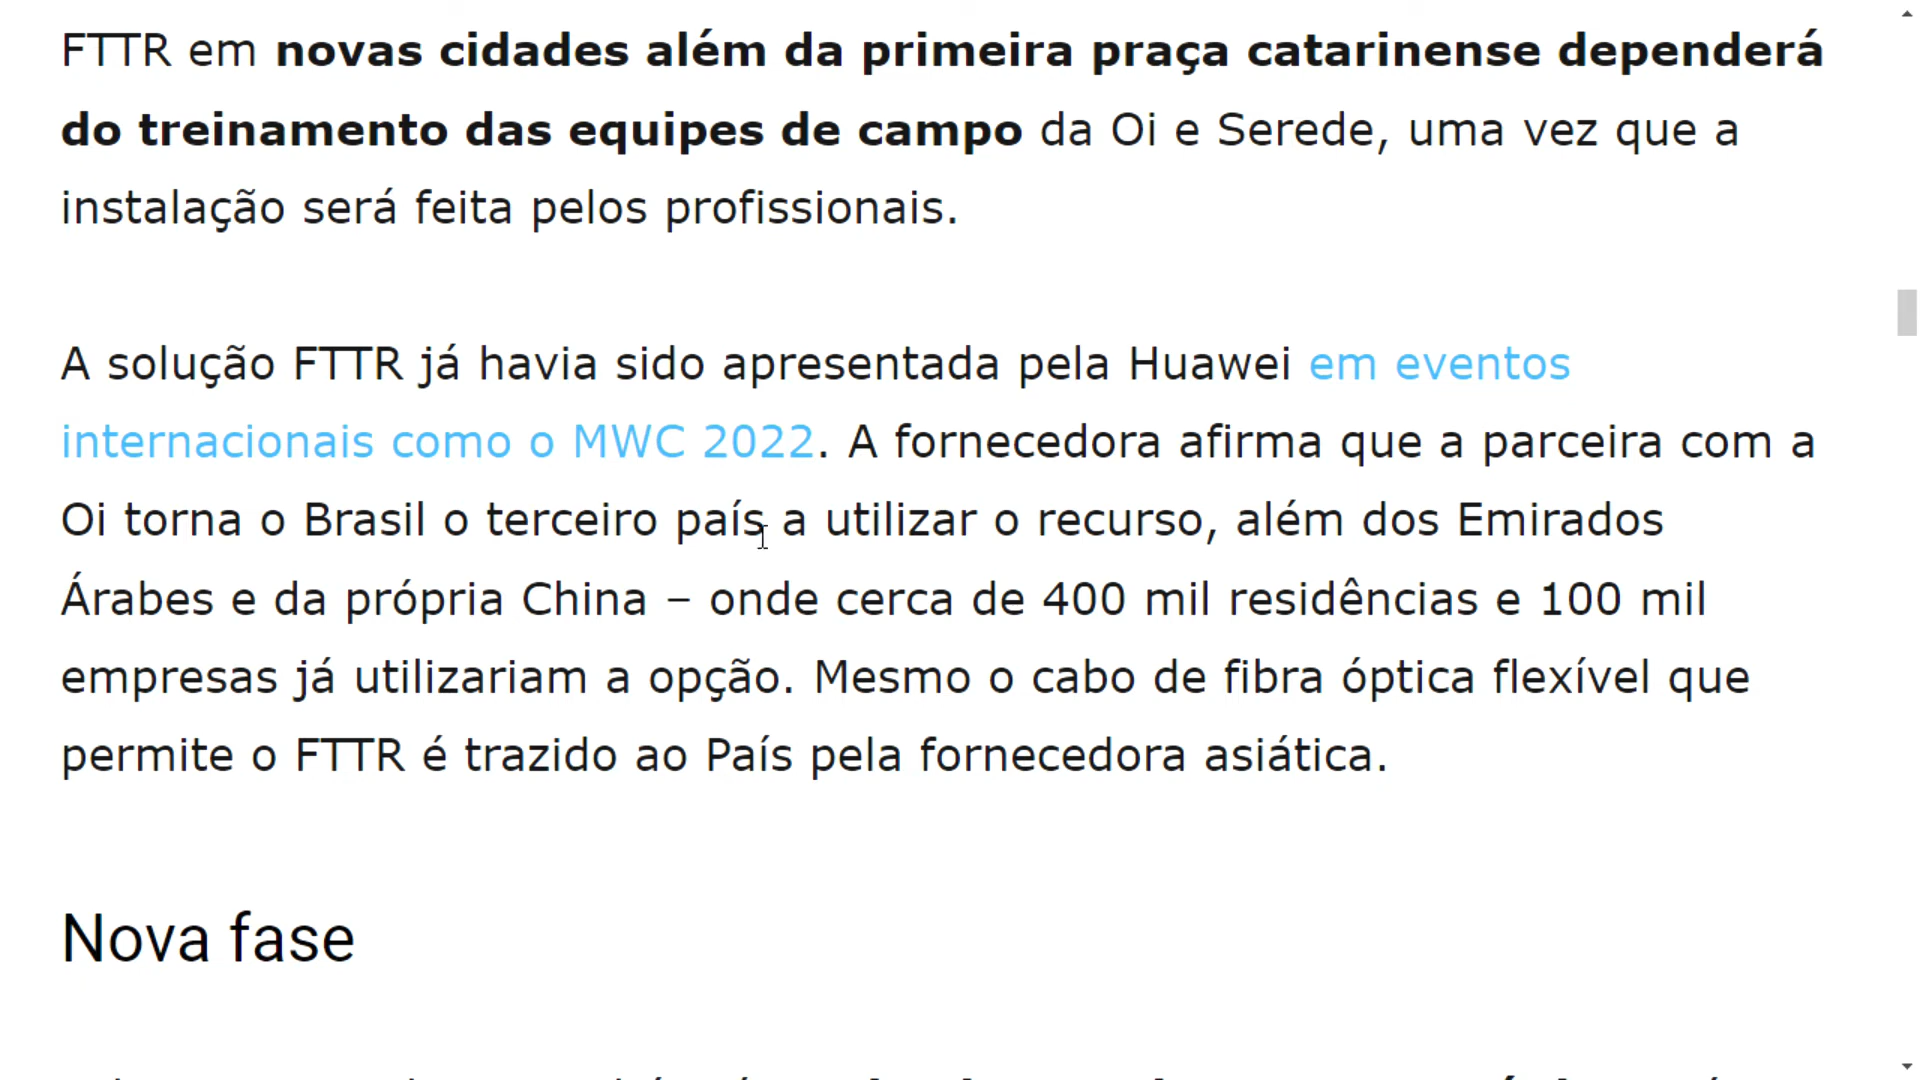 FTTR em novas cidades além da primeira praça catarinense dependerá
do treinamento das equipes de campo da Oi e Serede, uma vez que a
instalação será feita pelos profissionais.
A solução FTTR já havia sido apresentada pela Huawei em eventos
internacionais como o MWC 2022. A fornecedora afirma que a parceira com a
Oi torna o Brasil o terceiro país a utilizar o recurso, além dos Emirados
Árabes e da própria China – onde cerca de 400 mil residências e 100 mil
empresas já utilizariam a opção. Mesmo o cabo de fibra óptica flexível que
permite o FTTR é trazido ao País pela fornecedora asiática.
Nova fase